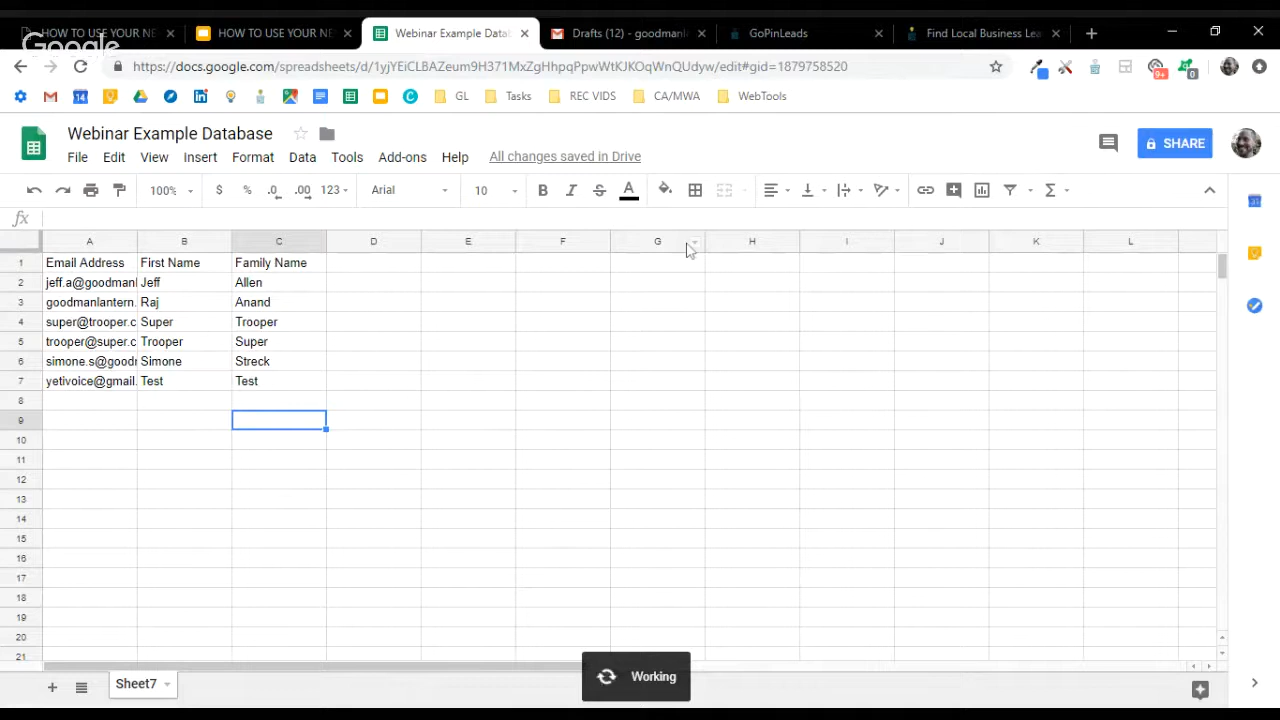 HOW TO USE YOUR NE HOW TO USE YOUR NE Webinar Example Datab Drafts (12) - goodmanl GoPinLeads Find Local Business Lea
Google
https://docs.google.com/spreadsheets/d/1yjYEiCLBAZeum9H371MxZgHhpqPpwWtKJKOqWnQUdyw/edit#gid=1879758520
9+ 0
GL Tasks REC VIDS CA/MWA WebTools
Webinar Example Database
File Edit View Insert Format Data Tools Add-ons Help All changes saved in Drive
SHARE
100% $ % .0 .00 123 Arial 10 B I S A
fx
A B C D E F G H I J K L
1 Email Address First Name Family Name
2 jeff.a@goodmanl Jeff Allen
3 goodmanlantern. Raj Anand
4 super@trooper.c Super Trooper
5 trooper@super.c Trooper Super
6 simone.s@goodr Simone Streck
7 yetivoice@gmail. Test Test
8
9
10
11
12
13
14
15
16
17
18
19
20
21
Working
Sheet7